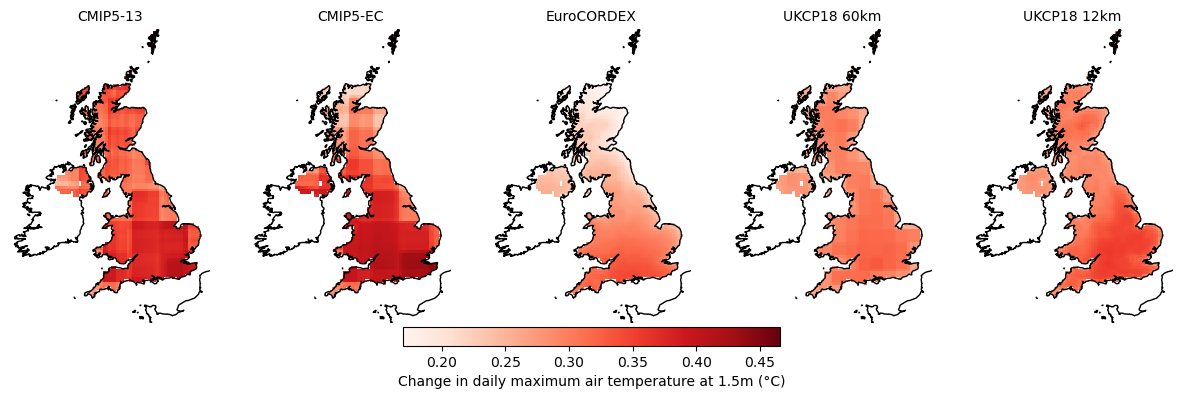 CMIP5-13 CMIP5-EC EuroCORDEX UKCP18 60km UKCP18 12km
0.20 0.25 0.30 0.35 0.40 0.45
Change in daily maximum air temperature at 1.5m (°C)